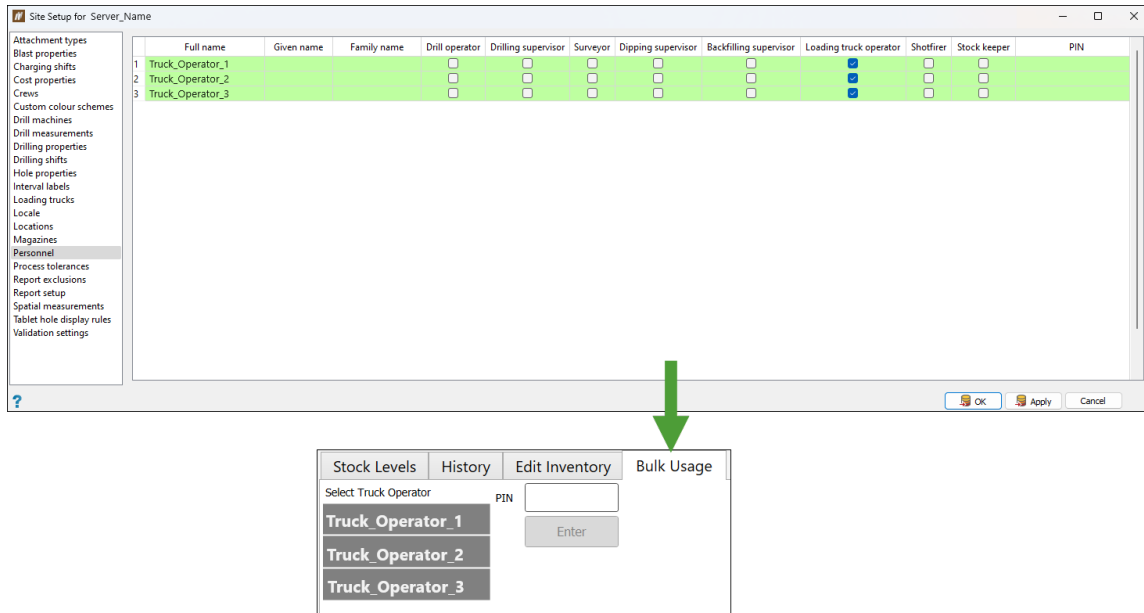 Site Setup for Server_Name
Attachment types
Blast properties
Charging shifts
Cost properties
Crews
Custom colour schemes
Drill machines
Drill measurements
Drilling properties
Drilling shifts
Hole properties
Interval labels
Loading trucks
Locale
Locations
Magazines
Personnel
Process tolerances
Report exclusions
Report setup
Spatial measurements
Tablet hole display rules
Validation settings
Full name Given name Family name Drill operator Drilling supervisor Surveyor Dipping supervisor Backfilling supervisor Loading truck operator Shotfirer Stock keeper PIN
1 Truck_Operator_1
2 Truck_Operator_2
3 Truck_Operator_3
? OK Apply Cancel
Stock Levels History Edit Inventory Bulk Usage
Select Truck Operator PIN
Truck_Operator_1 Enter
Truck_Operator_2
Truck_Operator_3